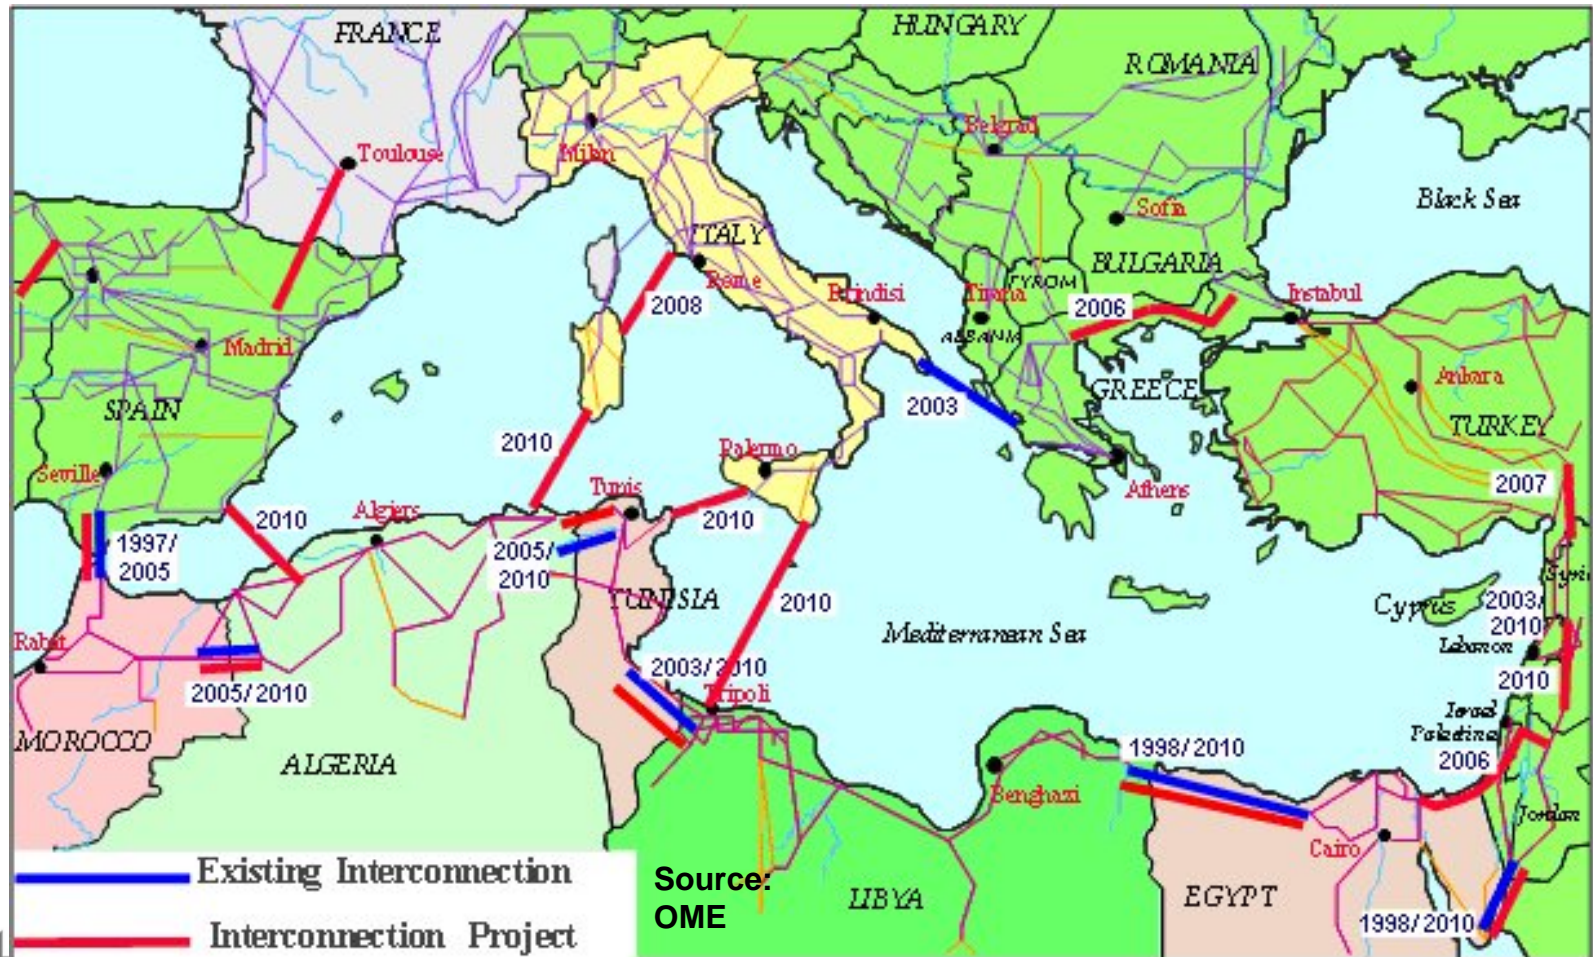 FRANCE
HUNGARY
ROMANIA
Toulouse
Milan
Belgrad
Black Sea
Sofia
ITALY
BULGARIA
Rome
Brindisi
Tirana
FYROM
Instabul
2008
2006
ALBANIA
Madrid
Ankara
GREECE
2003
SPAIN
TURKEY
2010
Palermo
Seville
Tunis
Athens
2007
2010
Algiers
2010
1997/
2005
2005/
2010
Syria
TUNISIA
2010
Cyprus
2003/
2010
Mediterranean Sea
Rabat
Lebanon
2003/2010
2010
2005/2010
Tripoli
Israel
Palestina
MOROCCO
1998/2010
2006
ALGERIA
Benghazi
Jordan
Cairo
Existing Interconnection
Source:
OME
LIBYA
EGYPT
1998/2010
Interconnection Project